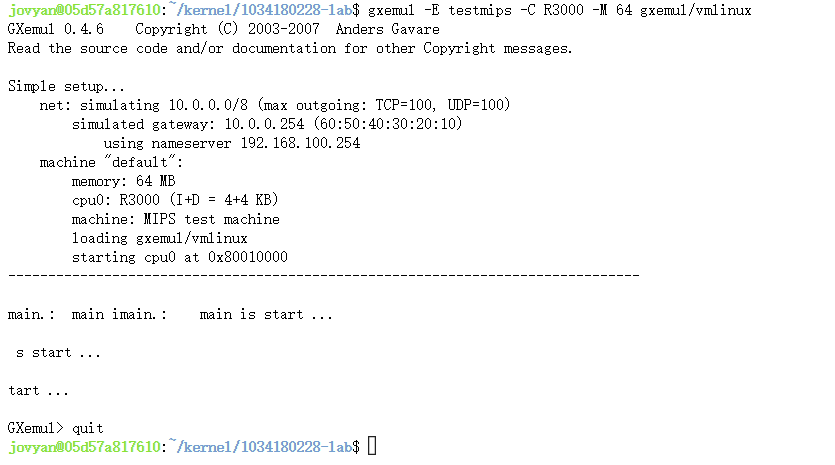 jovyan@05d57a817610:~/kernel/1034180228-lab$ gxemul -E testmips -C R3000 -M 64 gxemul/vmlinux
GXemul 0.4.6    Copyright (C) 2003-2007  Anders Gavare
Read the source code and/or documentation for other Copyright messages.

Simple setup...
    net: simulating 10.0.0.0/8 (max outgoing: TCP=100, UDP=100)
        simulated gateway: 10.0.0.254 (60:50:40:30:20:10)
            using nameserver 192.168.100.254
    machine "default":
        memory: 64 MB
        cpu0: R3000 (I+D = 4+4 KB)
        machine: MIPS test machine
        loading gxemul/vmlinux
        starting cpu0 at 0x80010000
-------------------------------------------------------------------------------

main.:  main imain.:    main is start ...

 s start ...

tart ...

GXemul> quit
jovyan@05d57a817610:~/kernel/1034180228-lab$